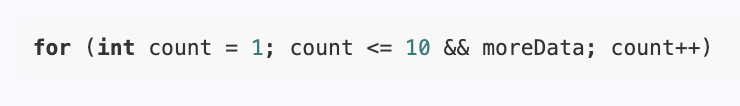 for (int count = 1; count <= 10 && moreData; count++)